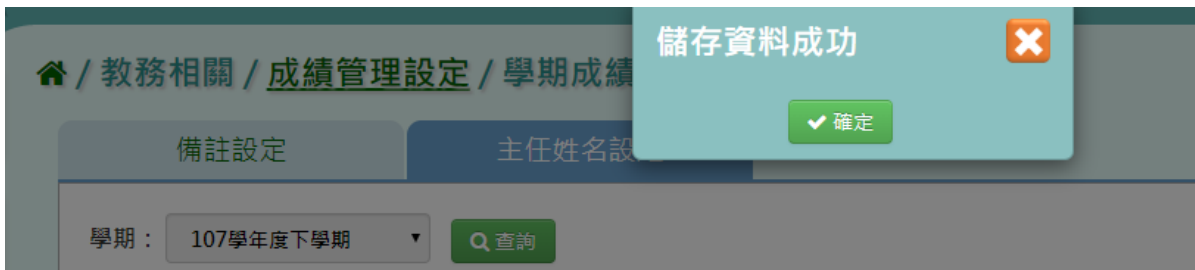 儲存資料成功
/ 教務相關 / 成績管理設定 / 學期成績
確定
備註設定
主任姓名設
學期：
107學年度下學期
查詢